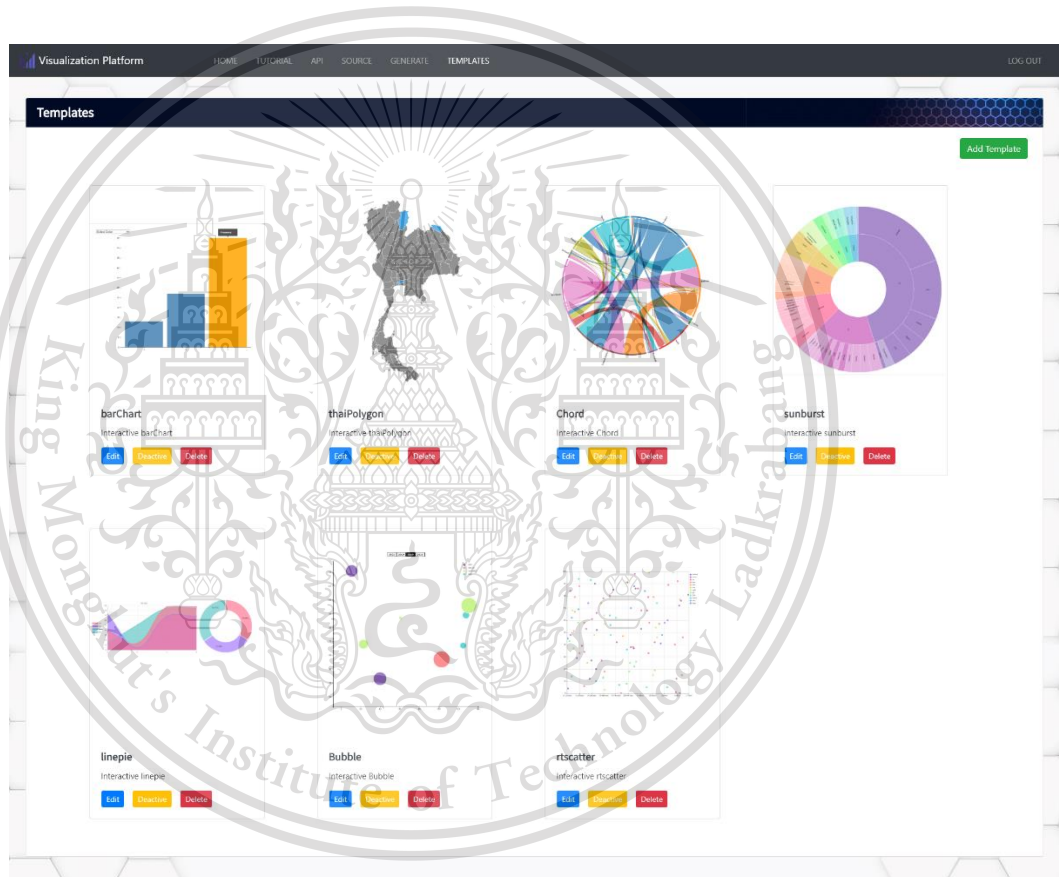 Visualization Platform
HOME TUTORIAL API SOURCE GENERATE TEMPLATES
LOG OUT
Templates
Add Template
barChart
Interactive barChart
Edit Deactive Delete
thaiPolygon
Interactive thaiPolygon
Edit Deactive Delete
Chord
Interactive Chord
Edit Deactive Delete
sunburst
Interactive sunburst
Edit Deactive Delete
linepie
Interactive linepie
Edit Deactive Delete
Bubble
Interactive Bubble
Edit Deactive Delete
rtscatter
Interactive rtscatter
Edit Deactive Delete
King Mongkut's Institute of Technology Ladkrabang